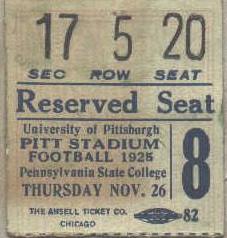 17 5 20
SEC ROW SEAT
Reserved Seat
University of Pittsburgh
PITT STADIUM
FOOTBALL 1925
Pennsylvania State College
THURSDAY NOV. 26
8
THE ANSELL TICKET CO.
CHICAGO
82